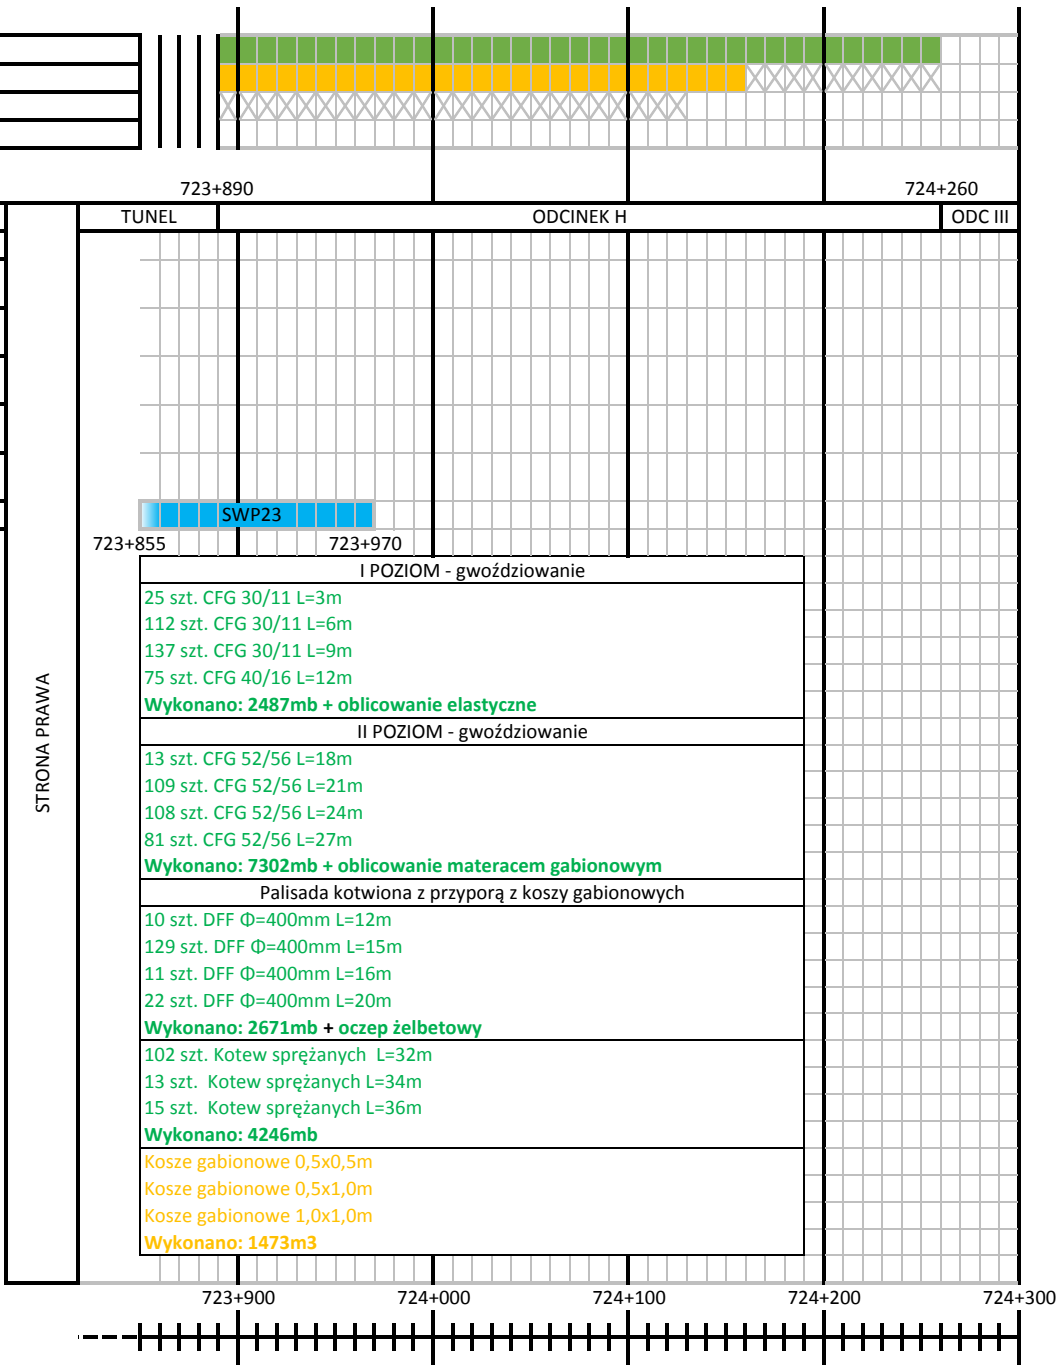 723+890
724+260
TUNEL
ODCINEK H
ODC III
SWP23
723+855
723+970
STRONA PRAWA
I POZIOM - gwoździowanie
25 szt. CFG 30/11 L=3m
112 szt. CFG 30/11 L=6m
137 szt. CFG 30/11 L=9m
75 szt. CFG 40/16 L=12m
Wykonano: 2487mb + oblicowanie elastyczne
II POZIOM - gwoździowanie
13 szt. CFG 52/56 L=18m
109 szt. CFG 52/56 L=21m
108 szt. CFG 52/56 L=24m
81 szt. CFG 52/56 L=27m
Wykonano: 7302mb + oblicowanie materacem gabionowym
Palisada kotwiona z przyporą z koszy gabionowych
10 szt. DFF Φ=400mm L=12m
129 szt. DFF Φ=400mm L=15m
11 szt. DFF Φ=400mm L=16m
22 szt. DFF Φ=400mm L=20m
Wykonano: 2671mb + oczep żelbetowy
102 szt. Kotew sprężanych L=32m
13 szt. Kotew sprężanych L=34m
15 szt. Kotew sprężanych L=36m
Wykonano: 4246mb
Kosze gabionowe 0,5x0,5m
Kosze gabionowe 0,5x1,0m
Kosze gabionowe 1,0x1,0m
Wykonano: 1473m3
723+900
724+000
724+100
724+200
724+300